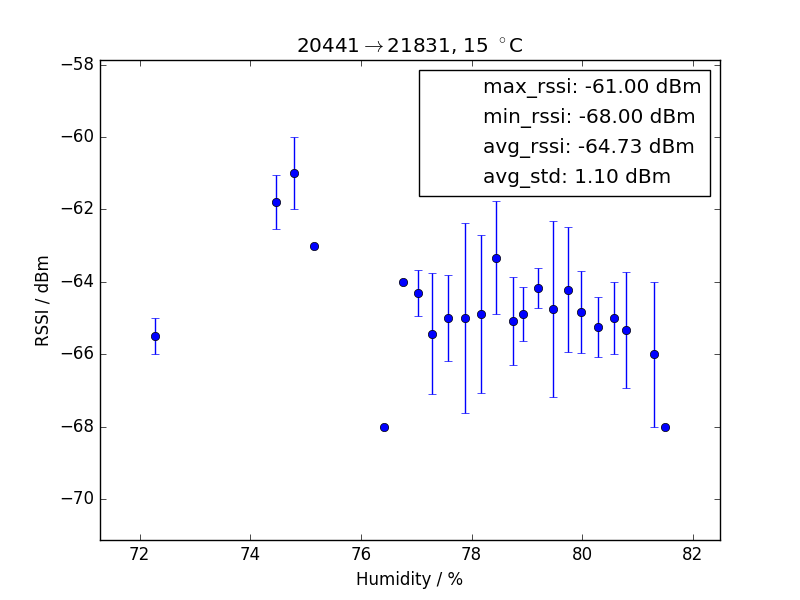 20441→21831, 15 °C
max_rssi: -61.00 dBm
min_rssi: -68.00 dBm
avg_rssi: -64.73 dBm
avg_std: 1.10 dBm
−58
−60
−62
−64
−66
−68
−70
RSSI / dBm
72 74 76 78 80 82
Humidity / %